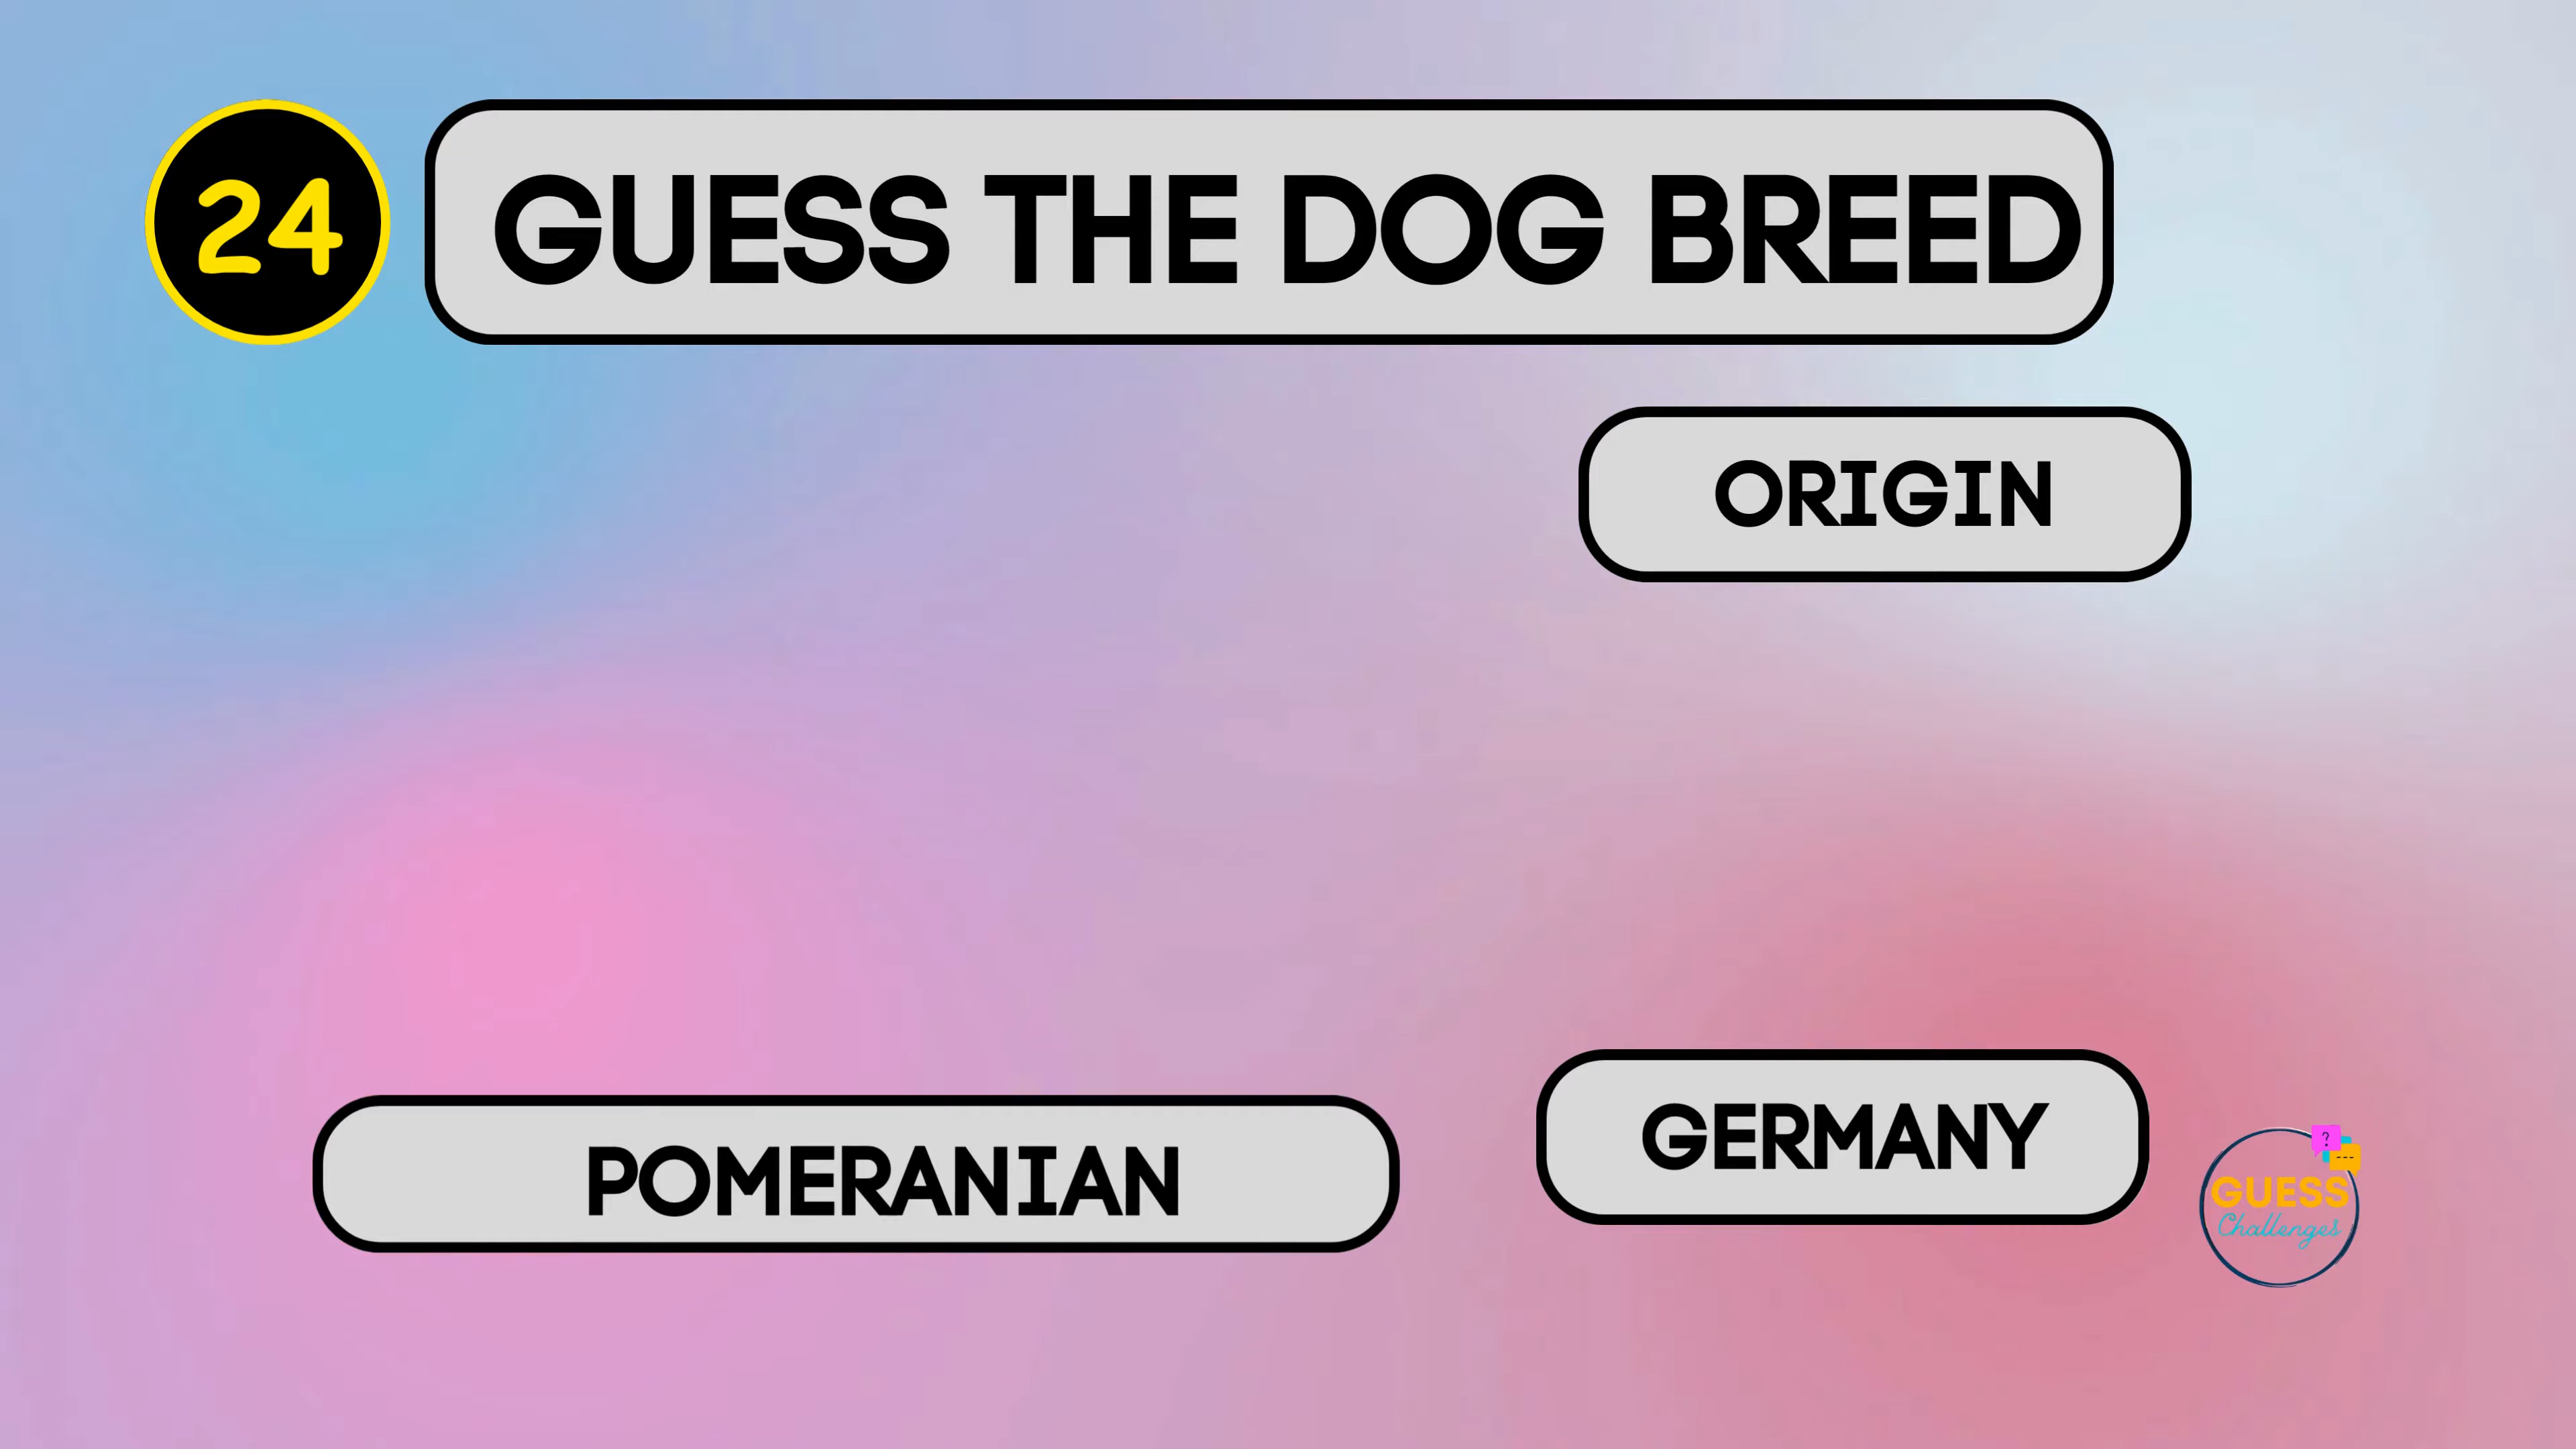 24
GUESS THE DOG BREED
ORIGIN
POMERANIAN
GERMANY
?
GUESS
Challenges